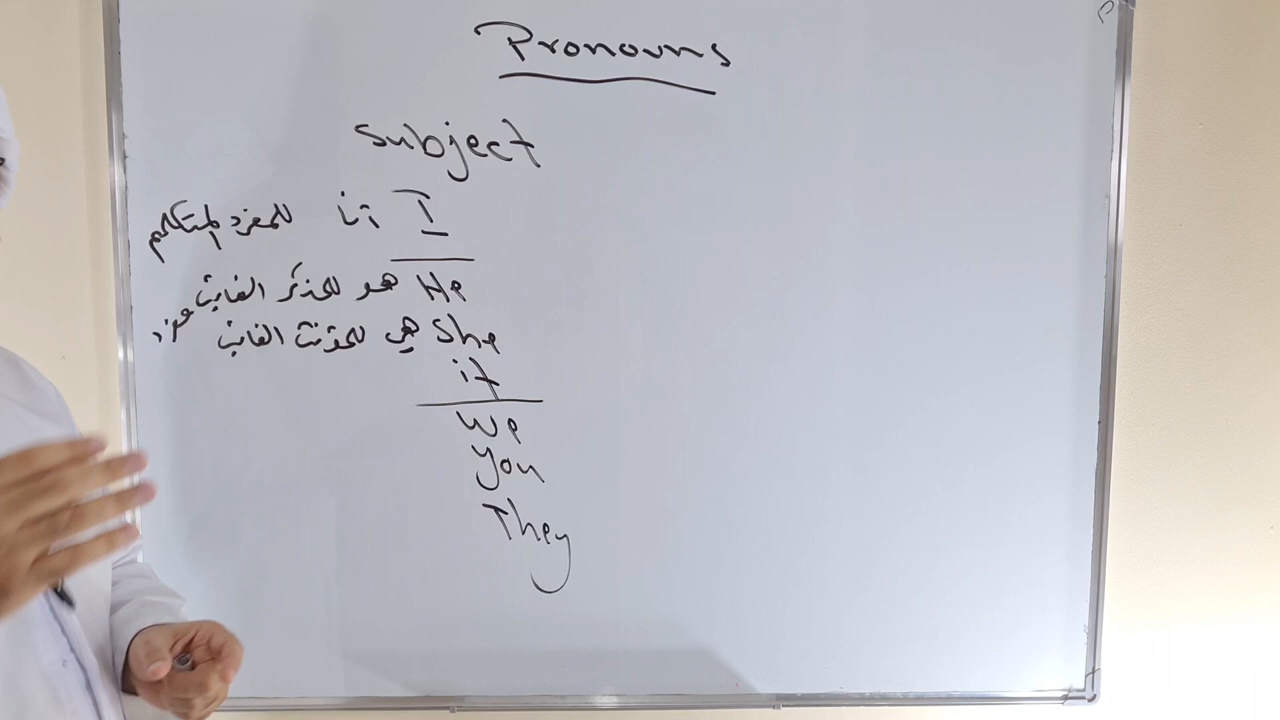 Pronouns
Subject
I أنا للمفرد المتكلم
He هو للمذكر الغائب
She هي للمؤنث الغائب مفرد
it
We
You
They